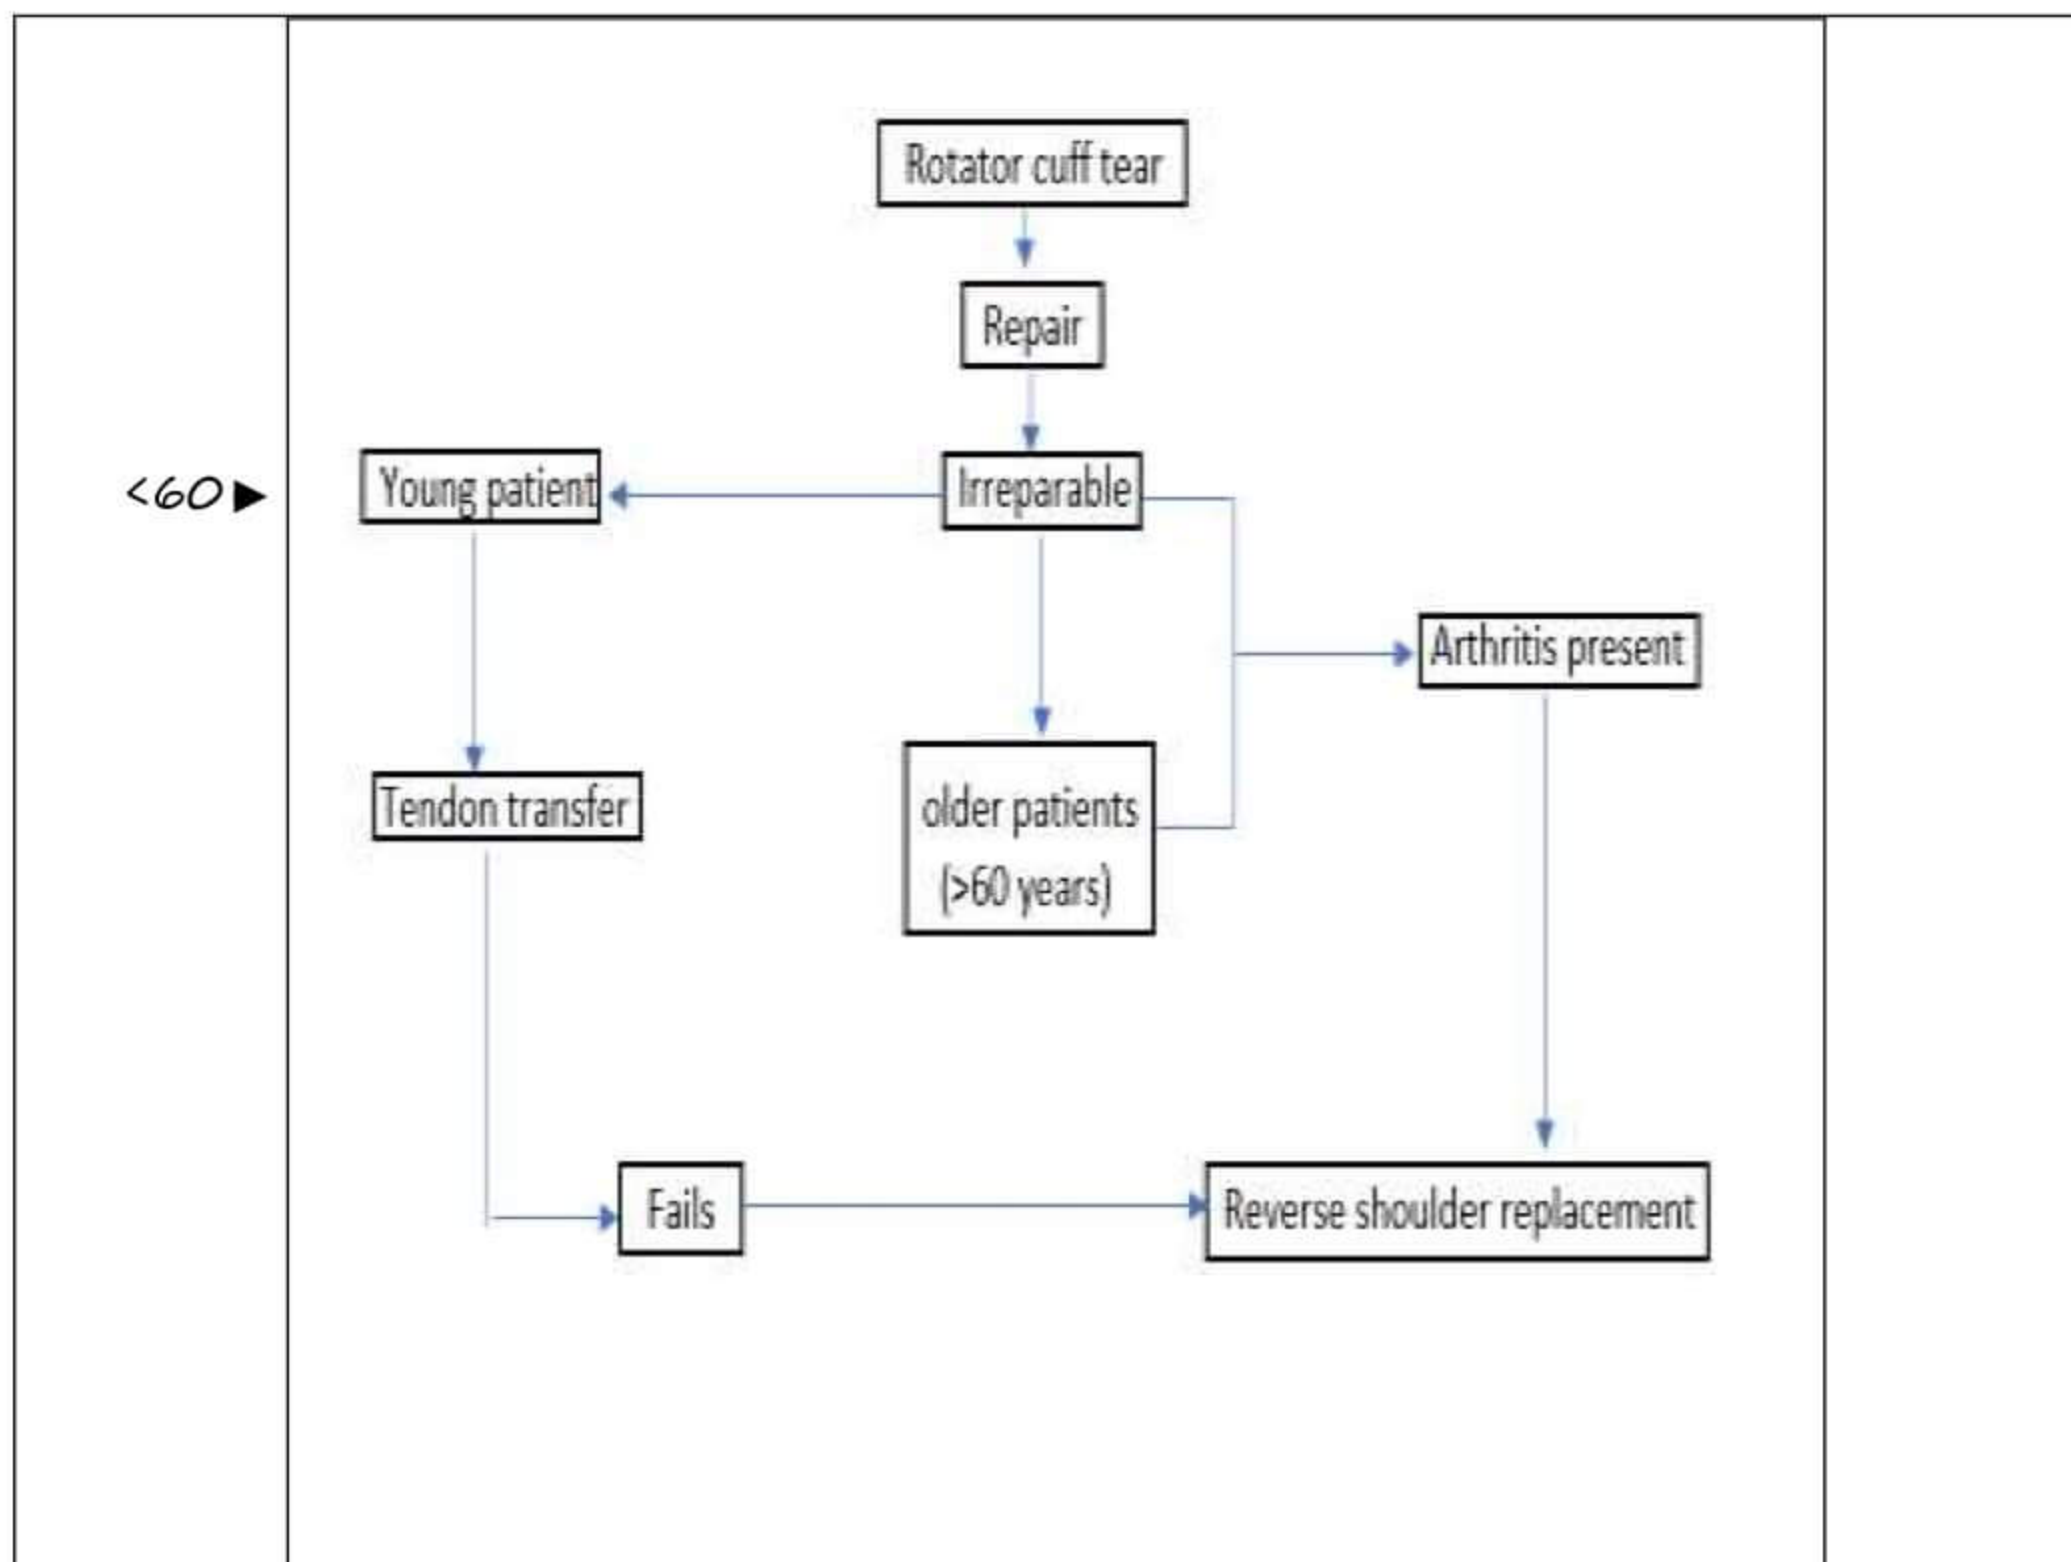 Rotator cuff tear
Repair
<60 ►
Young patient
Irreparable
Arthritis present
older patients
(>60 years)
Tendon transfer
Fails
Reverse shoulder replacement